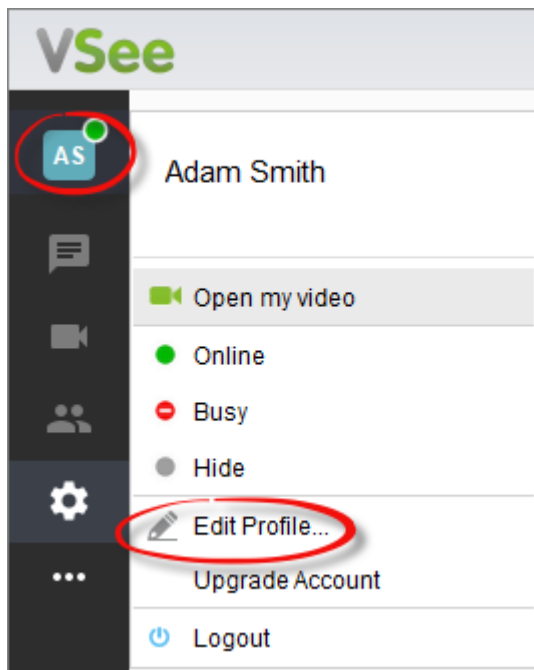 VSee
AS
Adam Smith
Open my video
Online
Busy
Hide
Edit Profile...
Upgrade Account
Logout